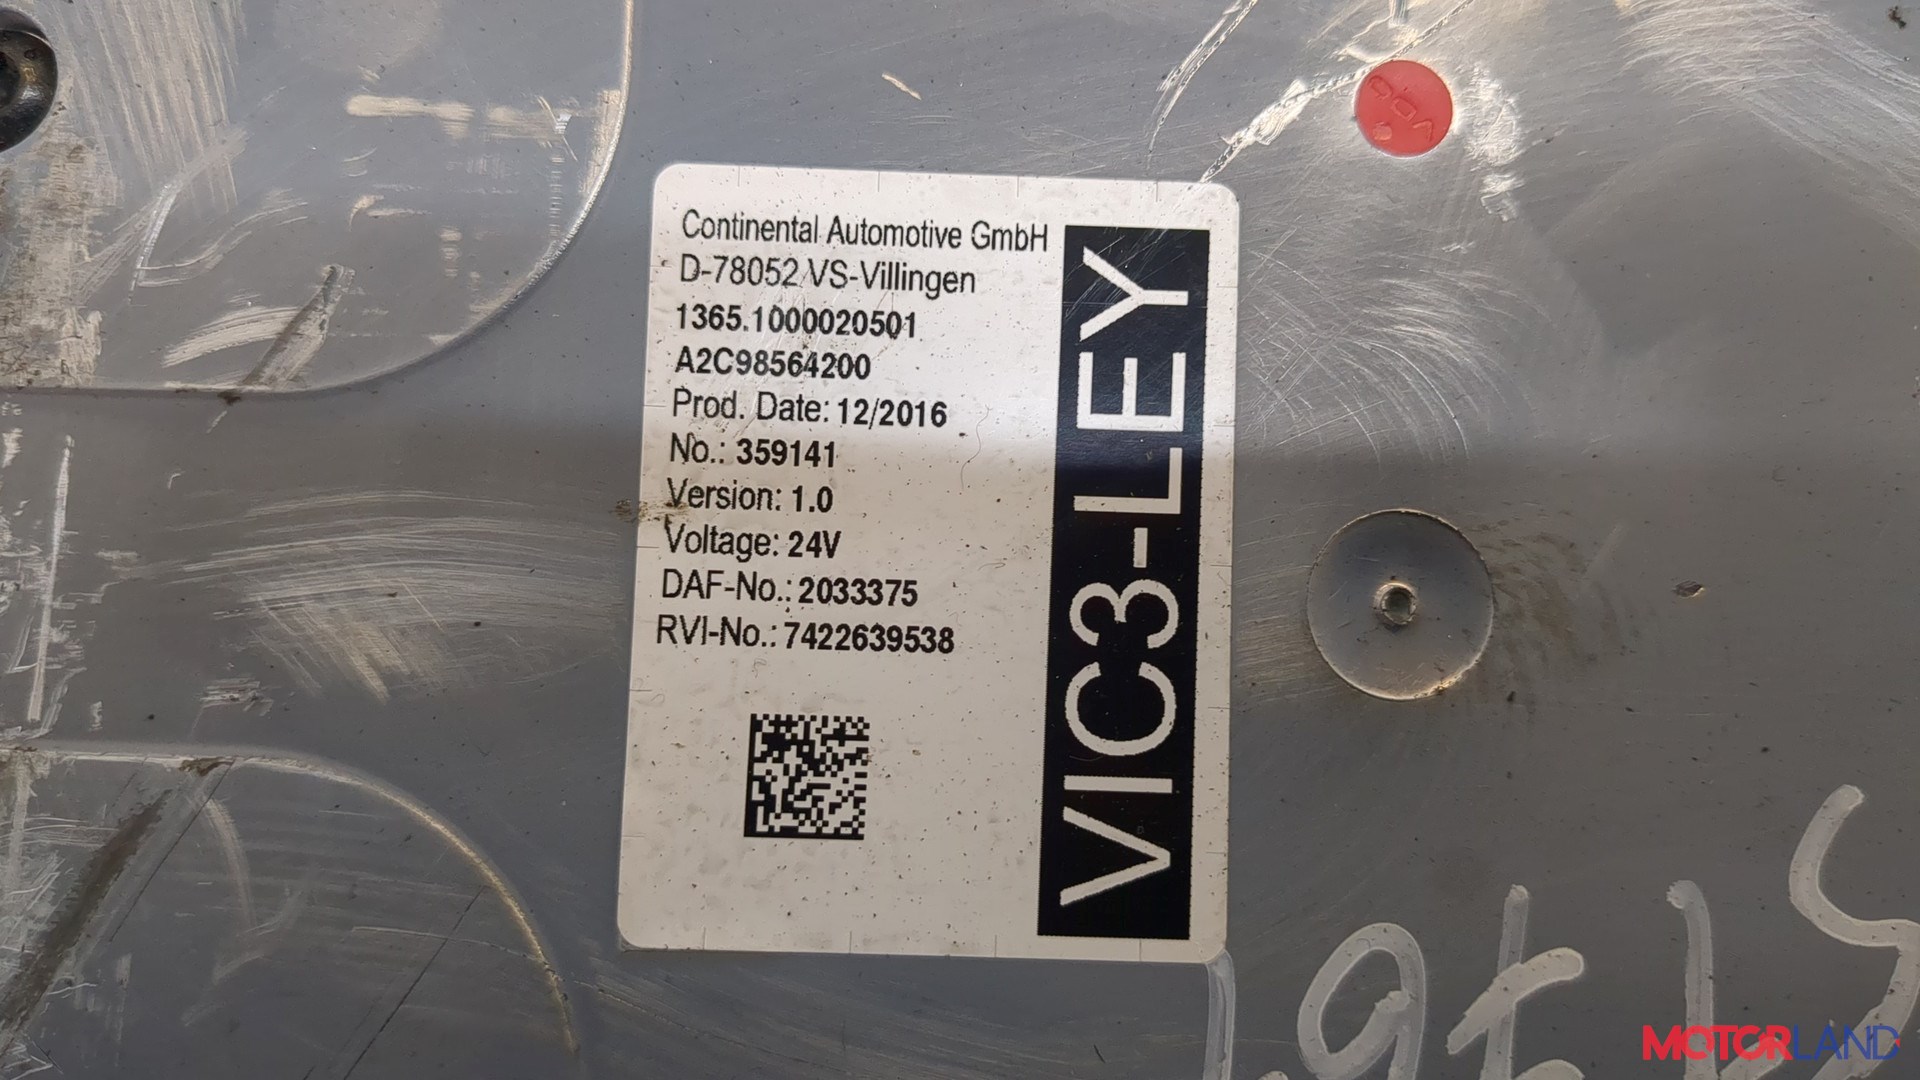 VDO
Continental Automotive GmbH
D-78052 VS-Villingen
1365.1000020501
A2C98564200
Prod. Date: 12/2016
No.: 359141
Version: 1.0
Voltage: 24V
DAF-No.: 2033375
RVI-No.: 7422639538
VIC3-LEY
MOTORLAND